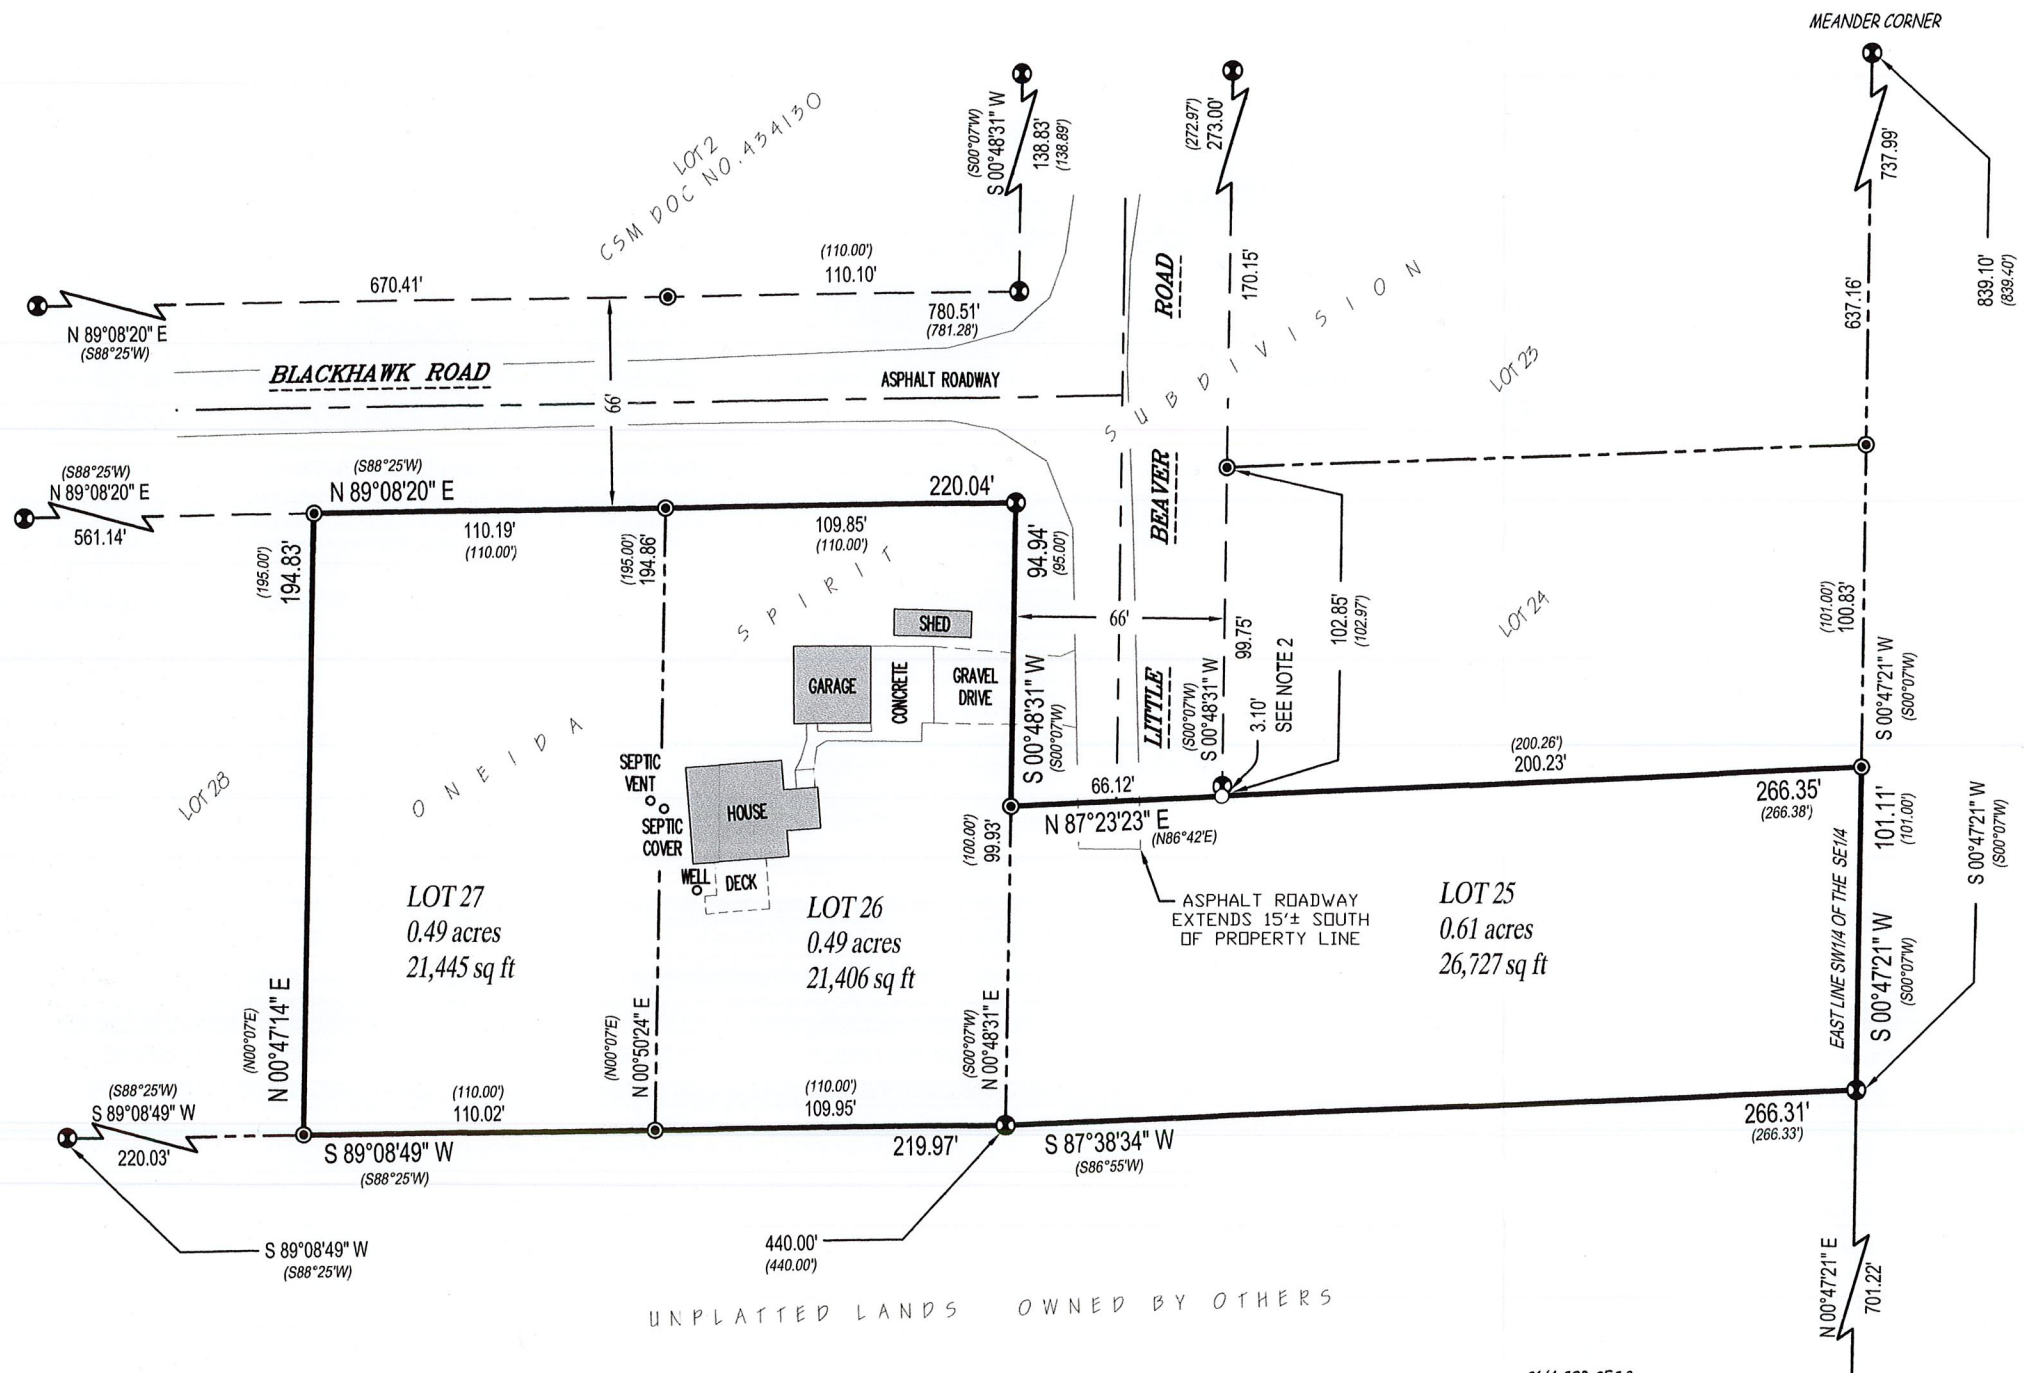 MEANDER CORNER
LOT 2
CSM DOC NO. 434130
(S00°07'W)
S 00°48'31" W
138.83'
(138.89')
(272.97')
273.00'
737.99'
839.10'
(839.40')
670.41'
(110.00')
110.10'
780.51'
(781.28')
N 89°08'20" E
(S88°25'W)
170.15'
637.16'
BLACKHAWK ROAD
ASPHALT ROADWAY
66'
LITTLE BEAVER ROAD
ONEIDA SPIRIT SUBDIVISION
LOT 23
(S88°25'W)
N 89°08'20" E
561.14'
(S88°25'W)
N 89°08'20" E
220.04'
110.19'
(110.00')
109.85'
(110.00')
(195.00')
194.83'
(195.00')
194.86'
94.94'
(95.00')
66'
99.75'
102.85'
(102.97')
LOT 24
(101.00')
100.83'
S 00°47'21" W
(S00°07'W)
SHED
GARAGE
CONCRETE
GRAVEL
DRIVE
S 00°48'31" W
(S00°07'W)
(S00°07'W)
S 00°48'31" W
3.10'
SEE NOTE 2
(200.26')
200.23'
266.35'
(266.38')
66.12'
N 87°23'23" E
(N86°42'E)
LOT 28
SEPTIC
VENT
SEPTIC
COVER
HOUSE
WELL
DECK
(100.00')
99.93'
101.11'
(101.00')
S 00°47'21" W
(S00°07'W)
EAST LINE SW1/4 OF THE SE1/4
S 00°47'21" W
(S00°07'W)
LOT 27
0.49 acres
21,445 sq ft
LOT 26
0.49 acres
21,406 sq ft
ASPHALT ROADWAY
EXTENDS 15'± SOUTH
OF PROPERTY LINE
LOT 25
0.61 acres
26,727 sq ft
(N00°07'E)
N 00°47'14" E
(N00°07'E)
N 00°50'24" E
(S00°07'W)
N 00°48'31" E
(S88°25'W)
S 89°08'49" W
220.03'
(110.00')
110.02'
(110.00')
109.95'
S 89°08'49" W
(S88°25'W)
219.97'
S 87°38'34" W
(S86°55'W)
266.31'
(266.33')
S 89°08'49" W
(S88°25'W)
440.00'
(440.00')
N 00°47'21" E
701.22'
UNPLATTED LANDS OWNED BY OTHERS